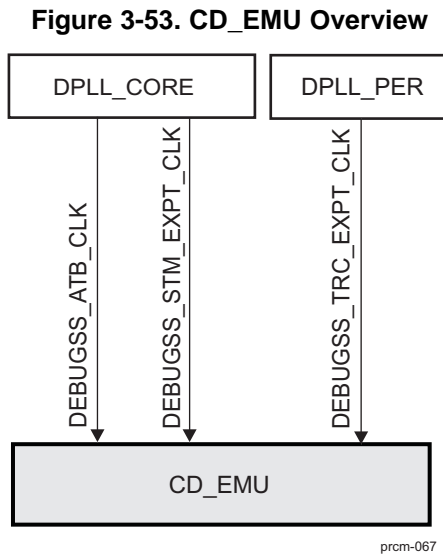 Figure 3-53. CD_EMU Overview
DPLL_CORE
DPLL_PER
DEBUGSS_ATB_CLK
DEBUGSS_STM_EXPT_CLK
DEBUGSS_TRC_EXPT_CLK
CD_EMU
prcm-067